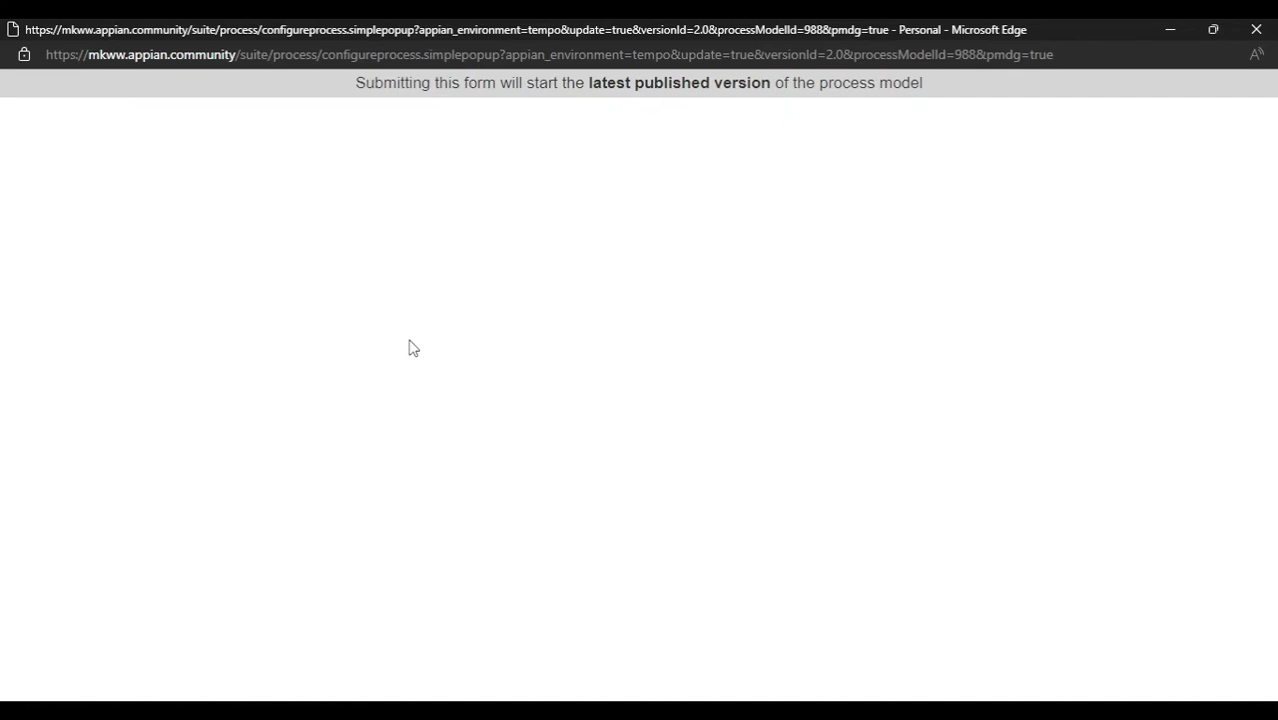 https://mkww.appian.community/suite/process/configureprocess.simplepopup?appian_environment=tempo&update=true&versionId=2.0&processModelId=988&pmdg=true - Personal - Microsoft Edge
https://mkww.appian.community/suite/process/configureprocess.simplepopup?appian_environment=tempo&update=true&versionId=2.0&processModelId=988&pmdg=true
Submitting this form will start the latest published version of the process model